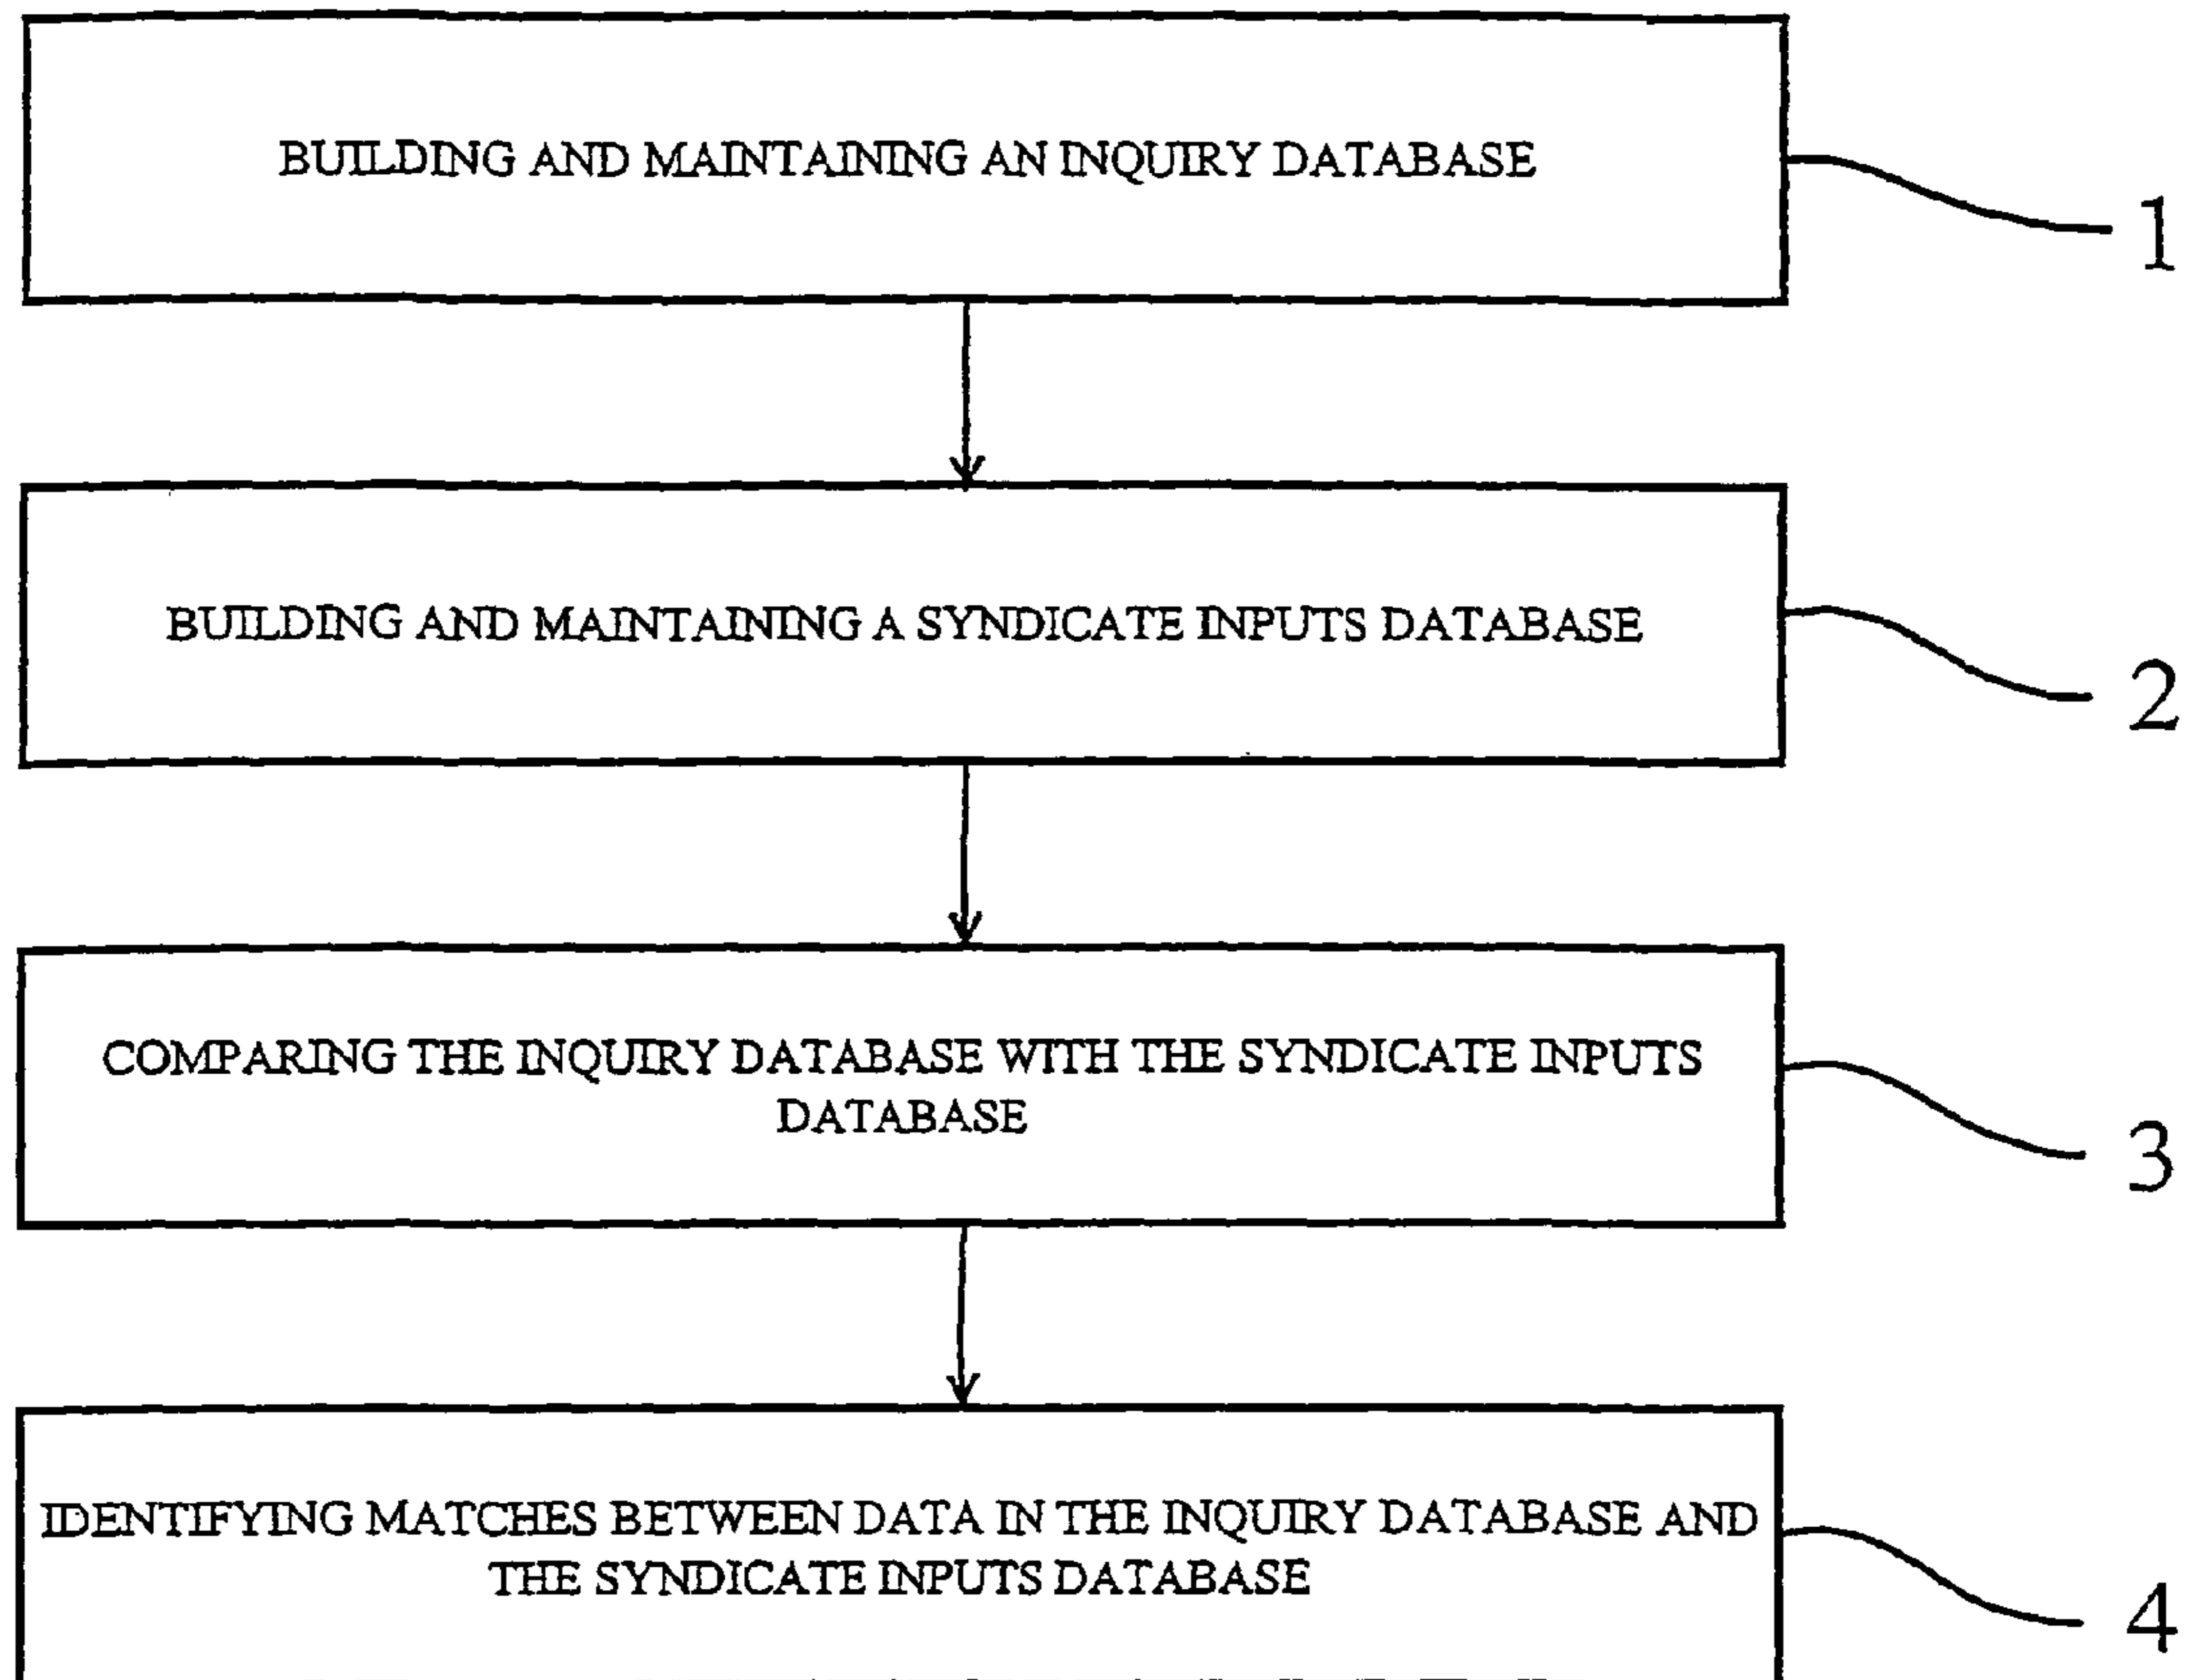 BUILDING AND MAINTAINING AN INQUIRY DATABASE
1
BUILDING AND MAINTAINING A SYNDICATE INPUTS DATABASE
2
COMPARING THE INQUIRY DATABASE WITH THE SYNDICATE INPUTS
DATABASE
3
IDENTIFYING MATCHES BETWEEN DATA IN THE INQUIRY DATABASE AND
THE SYNDICATE INPUTS DATABASE
4